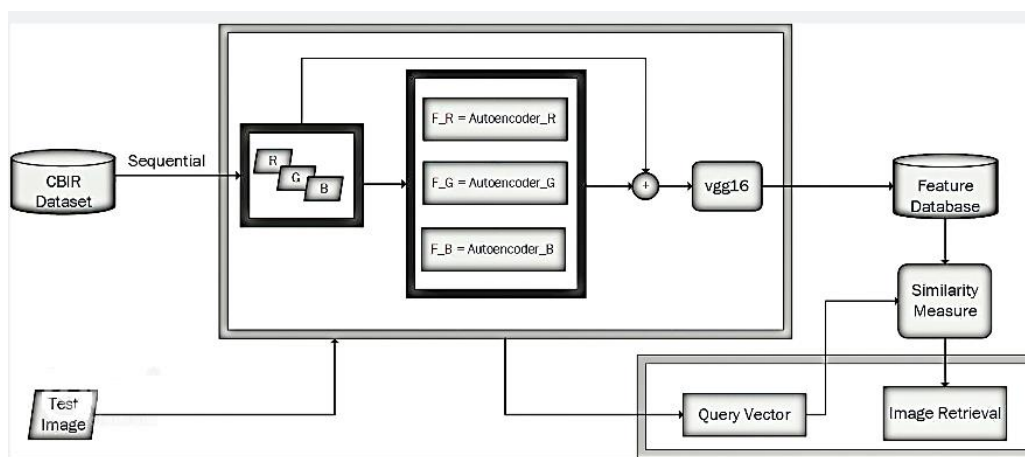 CBIR
Dataset
Sequential
R
G
B
F_R = Autoencoder_R
F_G = Autoencoder_G
F_B = Autoencoder_B
+
vgg16
Feature
Database
Similarity
Measure
Test
Image
Query Vector
Image Retrieval